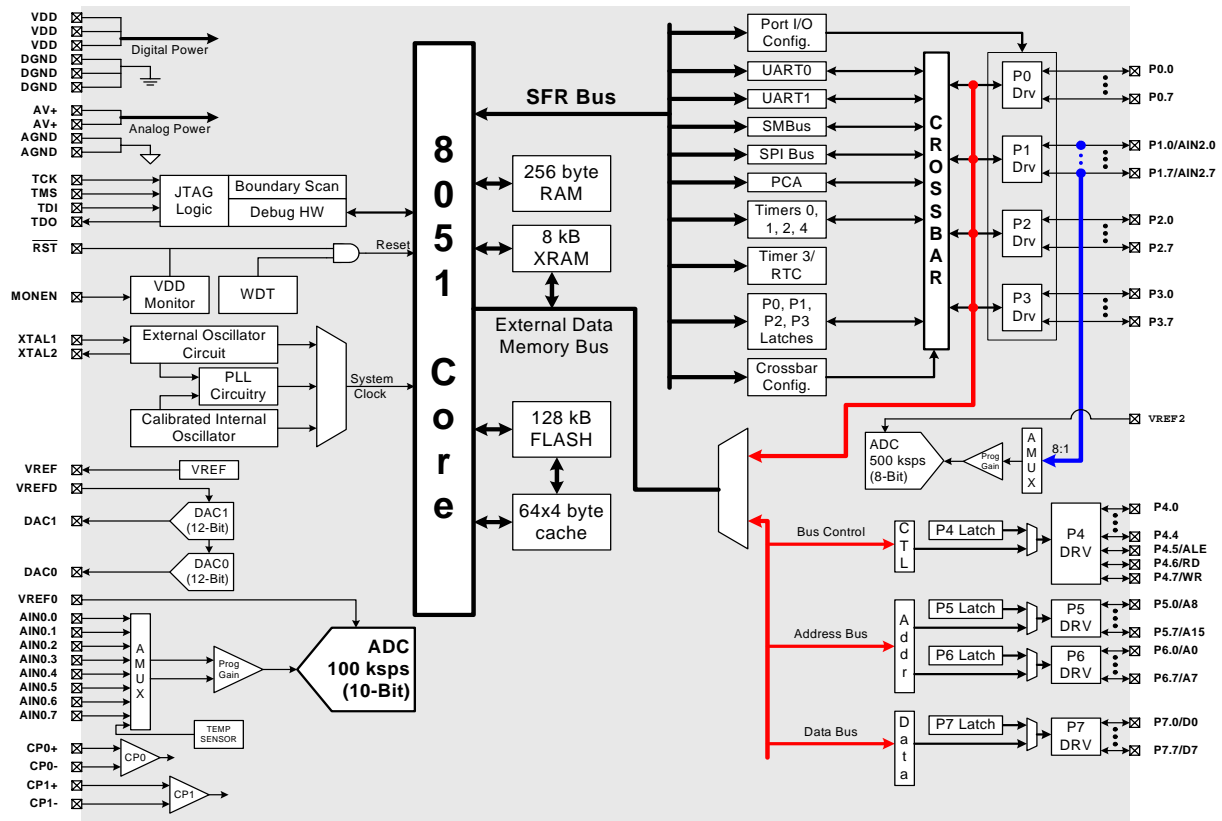 VDD
VDD
VDD
DGND
DGND
DGND
Digital Power
AV+
AV+
AGND
AGND
Analog Power
TCK
TMS
TDI
TDO
JTAG
Logic
Boundary Scan
Debug HW
RST
MONEN
VDD
Monitor
WDT
Reset
XTAL1
XTAL2
External Oscillator
Circuit
PLL
Circuitry
Calibrated Internal
Oscillator
System
Clock
VREF
VREF
VREFD
DAC1
DAC1
(12-Bit)
DAC0
DAC0
(12-Bit)
VREF0
AIN0.0
AIN0.1
AIN0.2
AIN0.3
AIN0.4
AIN0.5
AIN0.6
AIN0.7
AMUX
Prog
Gain
TEMP
SENSOR
ADC
100 ksps
(10-Bit)
CP0+
CP0-
CP0
CP1+
CP1-
CP1
8051 Core
SFR Bus
256 byte
RAM
8 kB
XRAM
External Data
Memory Bus
128 kB
FLASH
64x4 byte
cache
Port I/O
Config.
UART0
UART1
SMBus
SPI Bus
PCA
Timers 0,
1, 2, 4
Timer 3/
RTC
P0, P1,
P2, P3
Latches
Crossbar
Config.
CROSSBAR
P0
Drv
P1
Drv
P2
Drv
P3
Drv
P0.0
P0.7
P1.0/AIN2.0
P1.7/AIN2.7
P2.0
P2.7
P3.0
P3.7
VREF2
ADC
500 ksps
(8-Bit)
Prog
Gain
AMUX
8:1
Bus Control
CTL
P4 Latch
P4
DRV
P4.0
P4.4
P4.5/ALE
P4.6/RD
P4.7/WR
Address Bus
Addr
P5 Latch
P5
DRV
P5.0/A8
P5.7/A15
P6 Latch
P6
DRV
P6.0/A0
P6.7/A7
Data Bus
Data
P7 Latch
P7
DRV
P7.0/D0
P7.7/D7